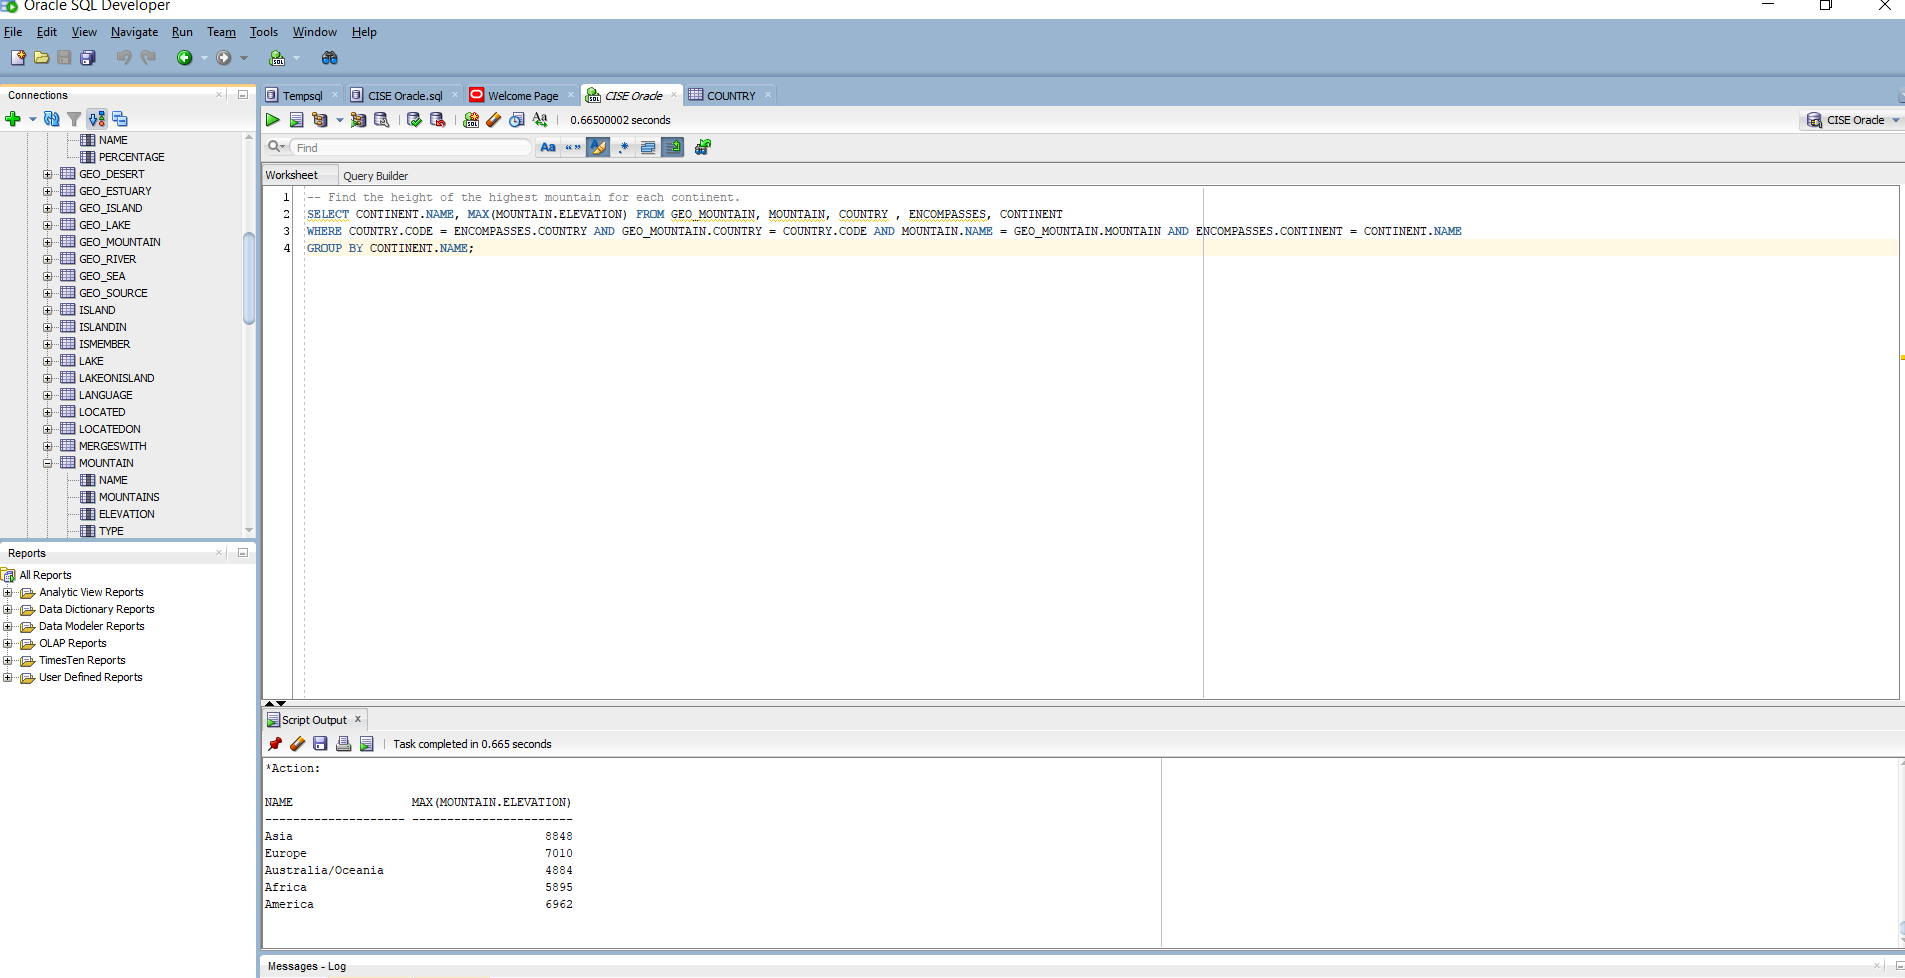 Oracle SQL Developer
File Edit View Navigate Run Team Tools Window Help
Connections
NAME
PERCENTAGE
GEO_DESERT
GEO_ESTUARY
GEO_ISLAND
GEO_LAKE
GEO_MOUNTAIN
GEO_RIVER
GEO_SEA
GEO_SOURCE
ISLAND
ISLANDIN
ISMEMBER
LAKE
LAKEONISLAND
LANGUAGE
LOCATED
LOCATEDON
MERGESWITH
MOUNTAIN
NAME
MOUNTAINS
ELEVATION
TYPE
Reports
All Reports
Analytic View Reports
Data Dictionary Reports
Data Modeler Reports
OLAP Reports
TimesTen Reports
User Defined Reports
Tempsql CISE Oracle.sql Welcome Page CISE Oracle COUNTRY
0.66500002 seconds
CISE Oracle
Find
Aa “ ” .*
Worksheet Query Builder
1 -- Find the height of the highest mountain for each continent.
2 SELECT CONTINENT.NAME, MAX(MOUNTAIN.ELEVATION) FROM GEO_MOUNTAIN, MOUNTAIN, COUNTRY , ENCOMPASSES, CONTINENT
3 WHERE COUNTRY.CODE = ENCOMPASSES.COUNTRY AND GEO_MOUNTAIN.COUNTRY = COUNTRY.CODE AND MOUNTAIN.NAME = GEO_MOUNTAIN.MOUNTAIN AND ENCOMPASSES.CONTINENT = CONTINENT.NAME
4 GROUP BY CONTINENT.NAME;
Script Output
Task completed in 0.665 seconds
*Action:
NAME MAX(MOUNTAIN.ELEVATION)
-------------------- -----------------------
Asia 8848
Europe 7010
Australia/Oceania 4884
Africa 5895
America 6962
Messages - Log